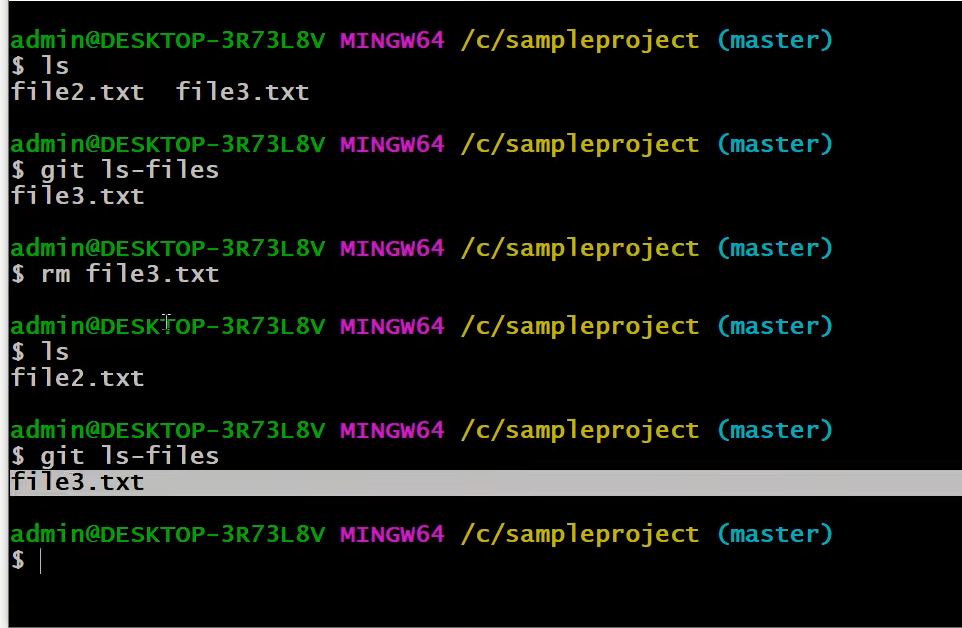 admin@DESKTOP-3R73L8V MINGW64 /c/sampleproject (master)
$ ls
file2.txt  file3.txt
admin@DESKTOP-3R73L8V MINGW64 /c/sampleproject (master)
$ git ls-files
file3.txt
admin@DESKTOP-3R73L8V MINGW64 /c/sampleproject (master)
$ rm file3.txt
admin@DESKTOP-3R73L8V MINGW64 /c/sampleproject (master)
$ ls
file2.txt
admin@DESKTOP-3R73L8V MINGW64 /c/sampleproject (master)
$ git ls-files
file3.txt
admin@DESKTOP-3R73L8V MINGW64 /c/sampleproject (master)
$